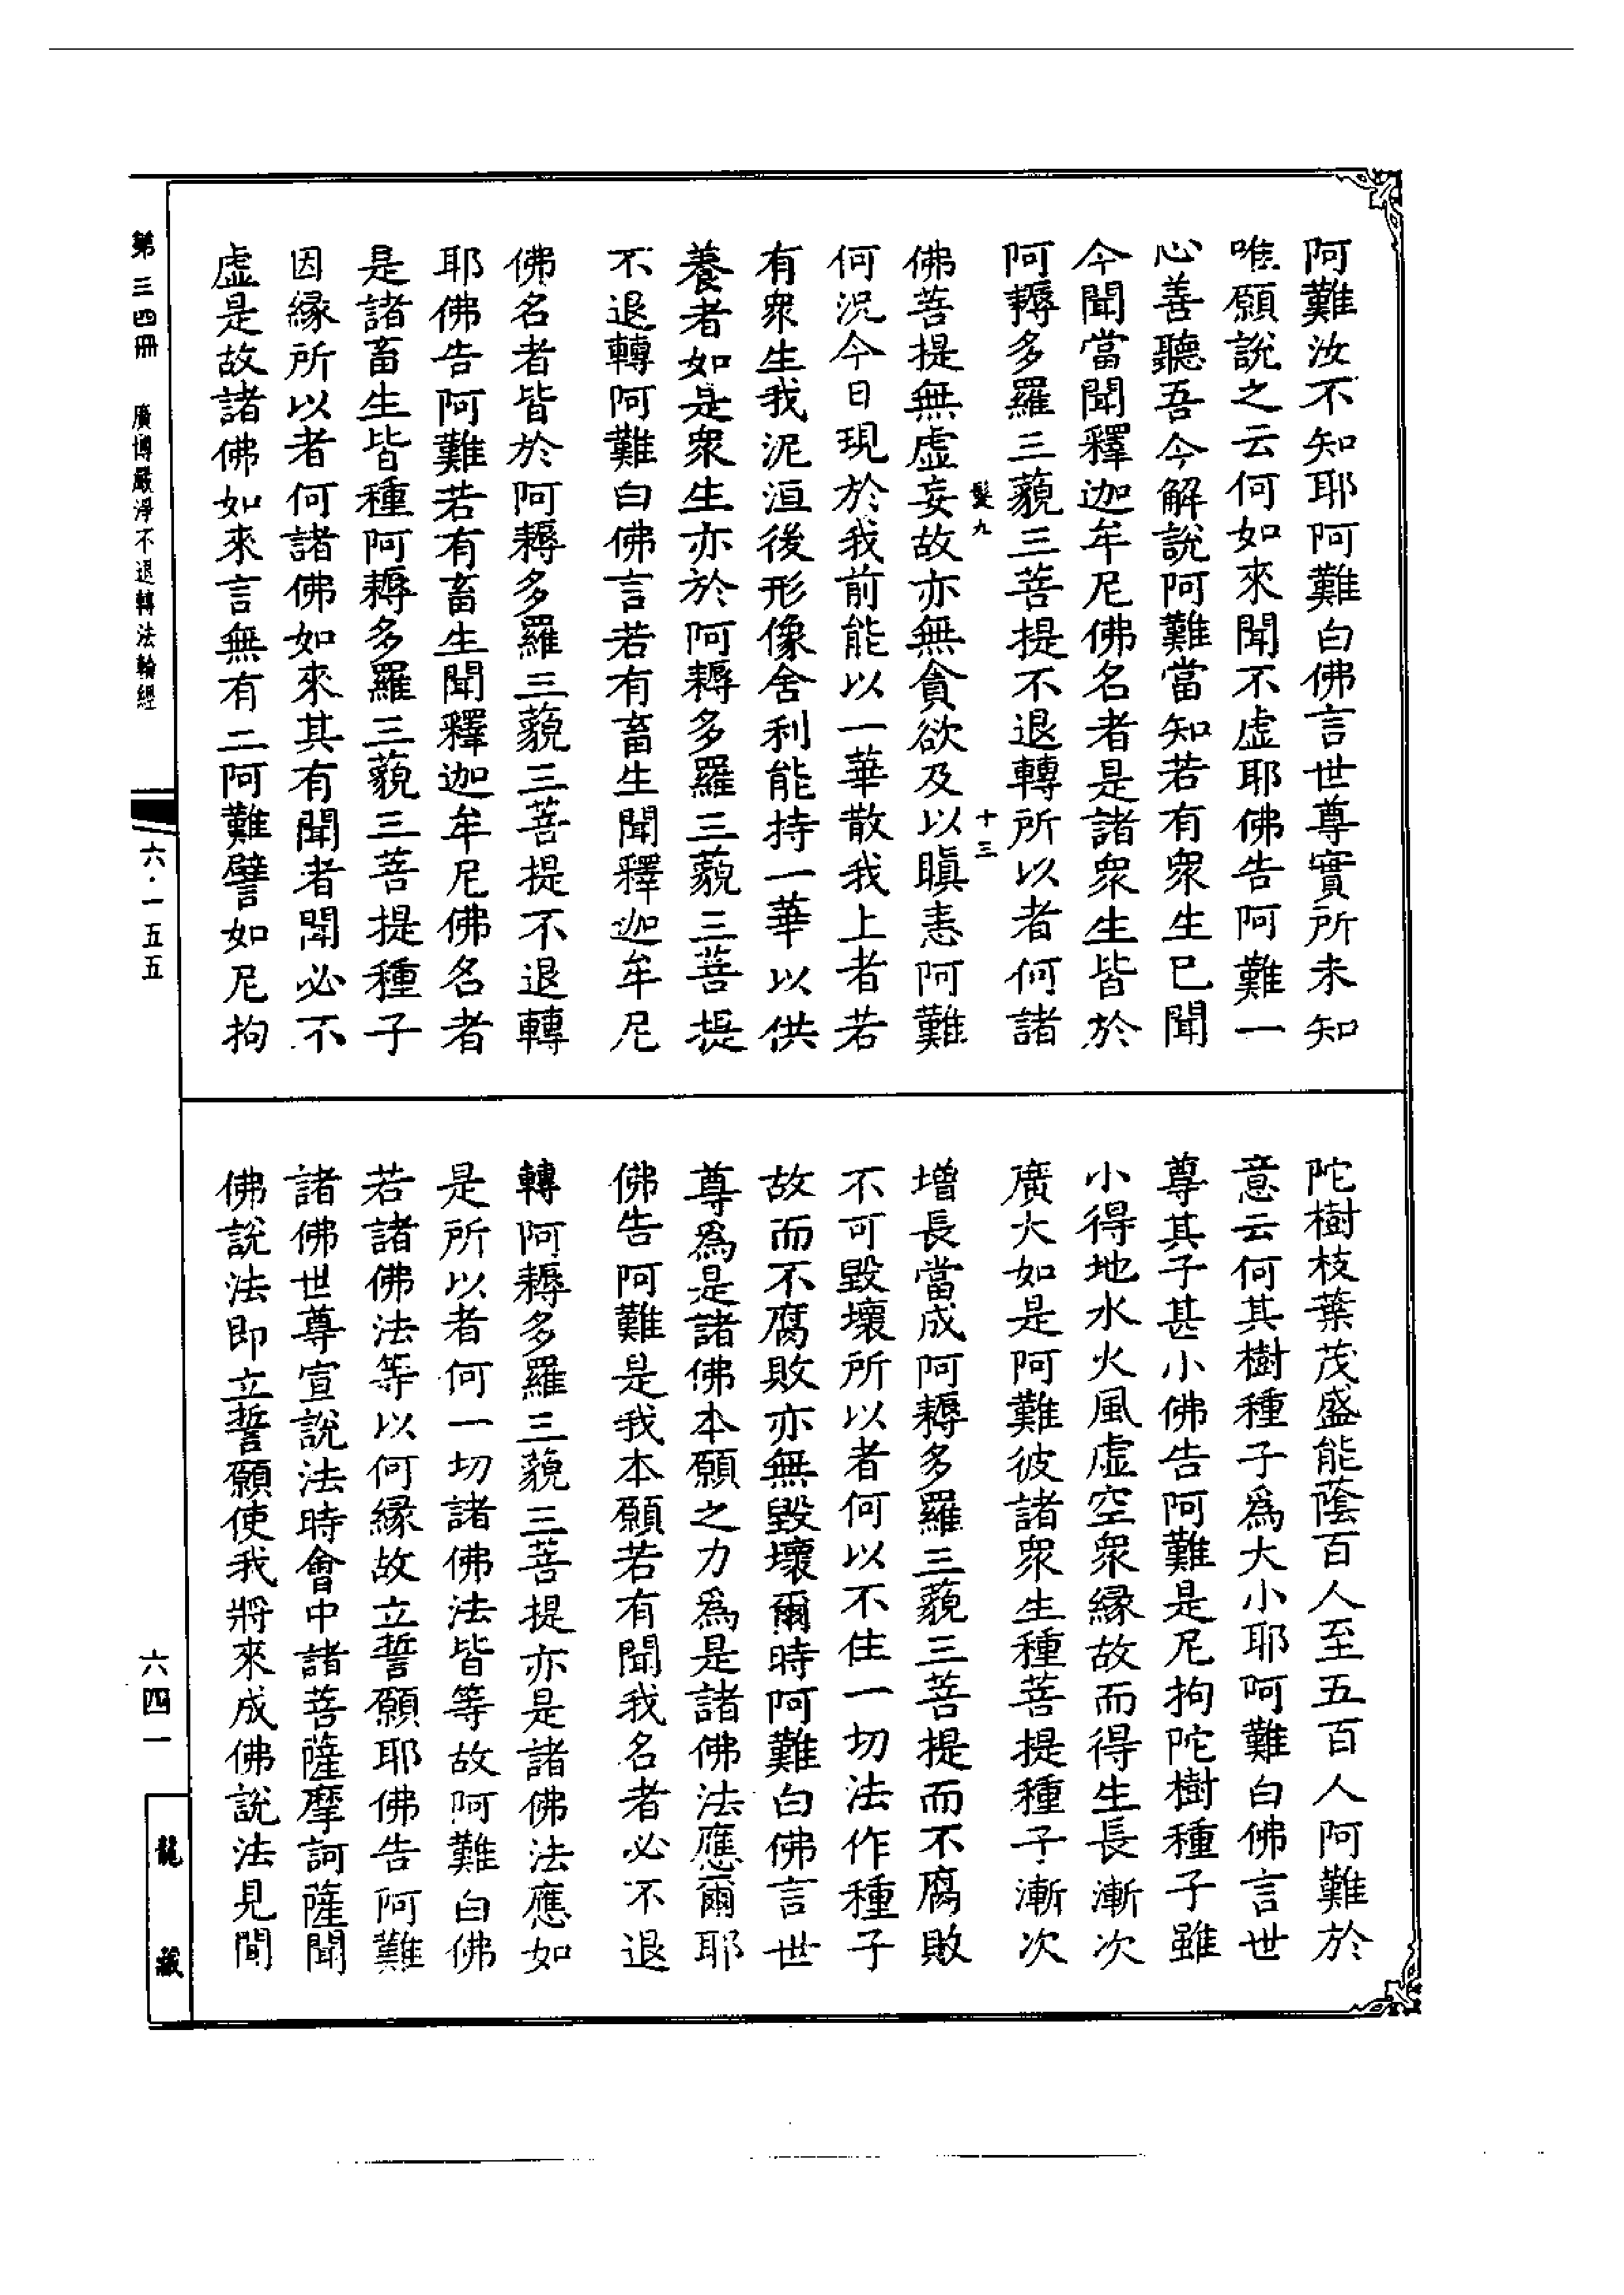 阿難汝不知耶阿難白佛言世尊實所未知
唯願說之云何如來聞不虛耶佛告阿難一
心善聽吾今解說阿難當知若有衆生已聞
今聞當聞釋迦牟尼佛名者是諸衆生皆於
阿耨多羅三藐三菩提不退轉所以者何諸
髮九 十三
佛菩提無虛妄故亦無貪欲及以瞋恚阿難
何況今日現於我前能以一華散我上者若
有衆生我泥洹後形像舍利能持一華以供
養者如是衆生亦於阿耨多羅三藐三菩提
不退轉阿難白佛言若有畜生聞釋迦牟尼
佛名者皆於阿耨多羅三藐三菩提不退轉
耶佛告阿難若有畜生聞釋迦牟尼佛名者
是諸畜生皆種阿耨多羅三藐三菩提種子
因緣所以者何諸佛如來其有聞者聞必不
虛是故諸佛如來言無有二阿難譬如尼拘
陀樹枝葉茂盛能蔭百人至五百人阿難於
意云何其樹種子爲大小耶阿難白佛言世
尊其子甚小佛告阿難是尼拘陀樹種子雖
小得地水火風虛空衆緣故而得生長漸次
廣大如是阿難彼諸衆生種菩提種子漸次
增長當成阿耨多羅三藐三菩提而不腐敗
不可毀壞所以者何以不住一切法作種子
故而不腐敗亦無毀壞爾時阿難白佛言世
尊爲是諸佛本願之力爲是諸佛法應爾耶
佛告阿難是我本願若有聞我名者必不退
轉阿耨多羅三藐三菩提亦是諸佛法應如
是所以者何一切諸佛法皆等故阿難白佛
若諸佛法等以何緣故立誓願耶佛告阿難
諸佛世尊宣說法時會中諸菩薩摩訶薩聞
佛說法即立誓願使我將來成佛說法見聞
第三四冊 廣博嚴淨不退轉法輪經
六·一五五
六四一
龍藏